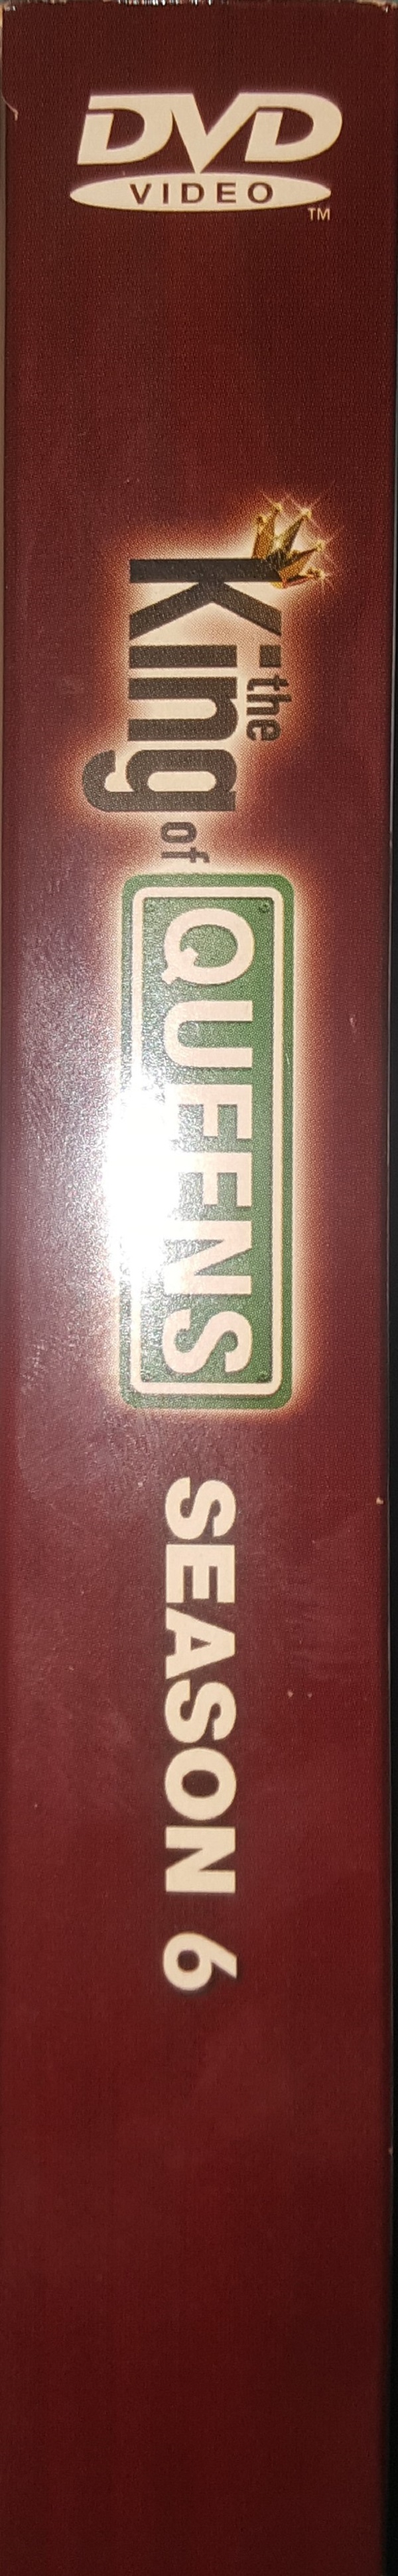 DVD
VIDEO
TM
the
King of QUEENS
SEASON 6